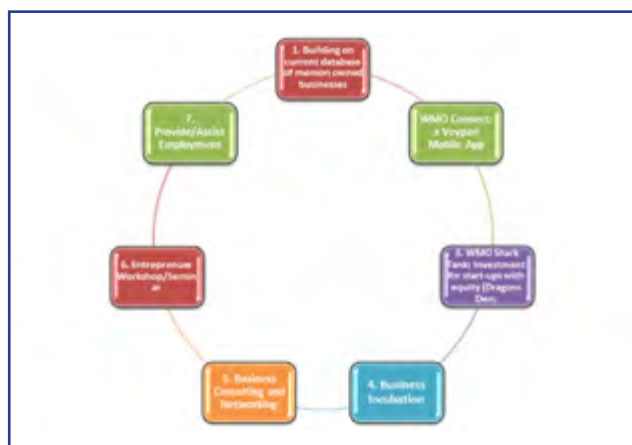 1. Building on
current database
of memon owned
businesses
WMO Connect:
a Vyapari
Mobile App
3. WMO Shark
Tank: Investment
for start-ups with
equity (Dragons
Den)
4. Business
Incubation
5. Business
Consulting and
Networking
6. Entreprenuer
Workshop/Semin
ar
7.
Provide/Assist
Employment